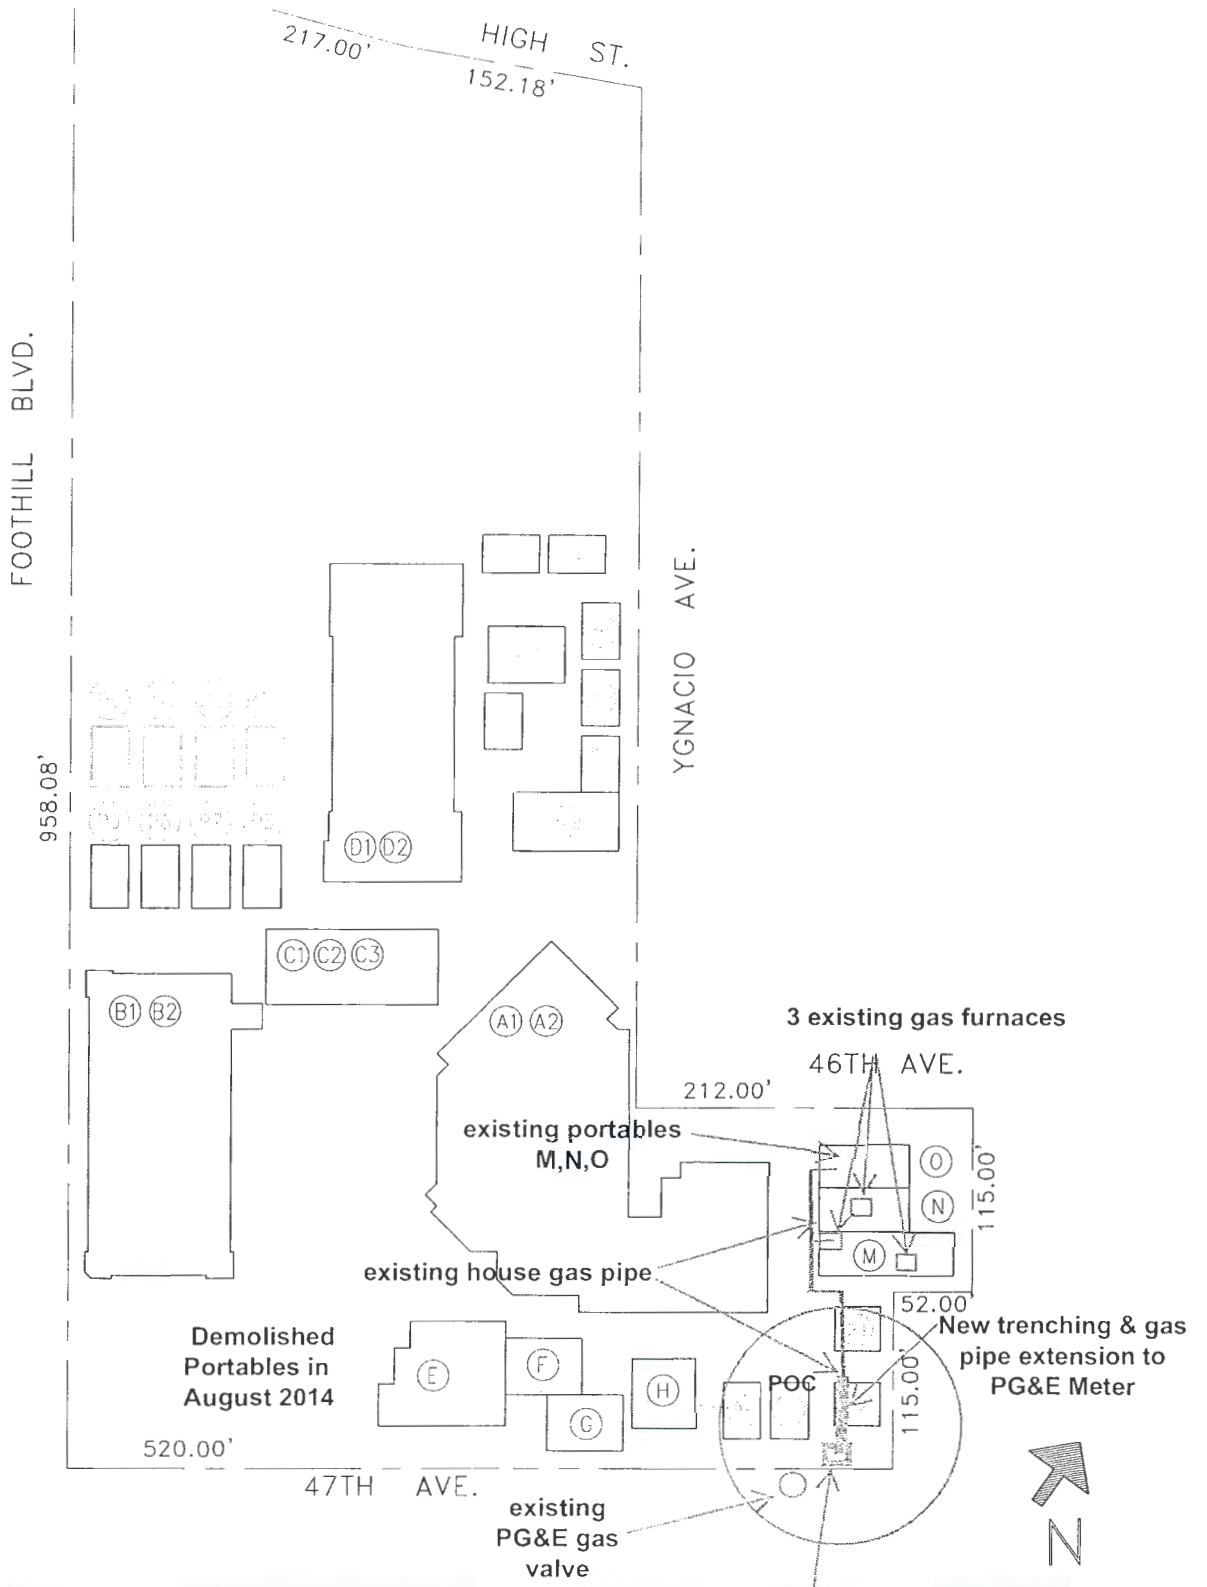 HIGH ST.
217.00'
152.18'
FOOTHILL BLVD.
YGNACIO AVE.
958.08'
D1 D2
C1 C2 C3
B1 B2
A1 A2
3 existing gas furnaces
46TH AVE.
212.00'
existing portables
M,N,O
O
N
M
115.00'
existing house gas pipe
52.00'
New trenching & gas
pipe extension to
PG&E Meter
Demolished
Portables in
August 2014
E
F
G
H
POC
115.00'
520.00'
47TH AVE.
existing
PG&E gas
valve
N